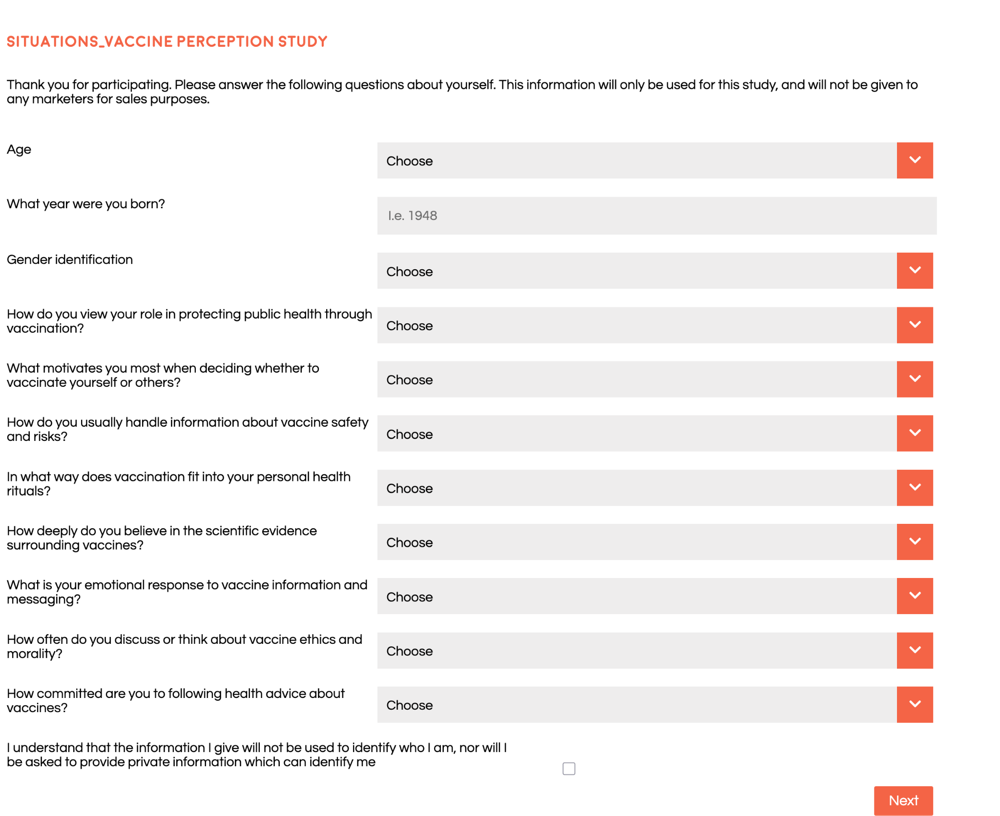 SITUATIONS_VACCINE PERCEPTION STUDY
Thank you for participating. Please answer the following questions about yourself. This information will only be used for this study, and will not be given to
any marketers for sales purposes.
Age
Choose
What year were you born?
I.e. 1948
Gender identification
Choose
How do you view your role in protecting public health through
vaccination?
Choose
What motivates you most when deciding whether to
vaccinate yourself or others?
Choose
How do you usually handle information about vaccine safety
and risks?
Choose
In what way does vaccination fit into your personal health
rituals?
Choose
How deeply do you believe in the scientific evidence
surrounding vaccines?
Choose
What is your emotional response to vaccine information and
messaging?
Choose
How often do you discuss or think about vaccine ethics and
morality?
Choose
How committed are you to following health advice about
vaccines?
Choose
I understand that the information I give will not be used to identify who I am, nor will I
be asked to provide private information which can identify me
Next